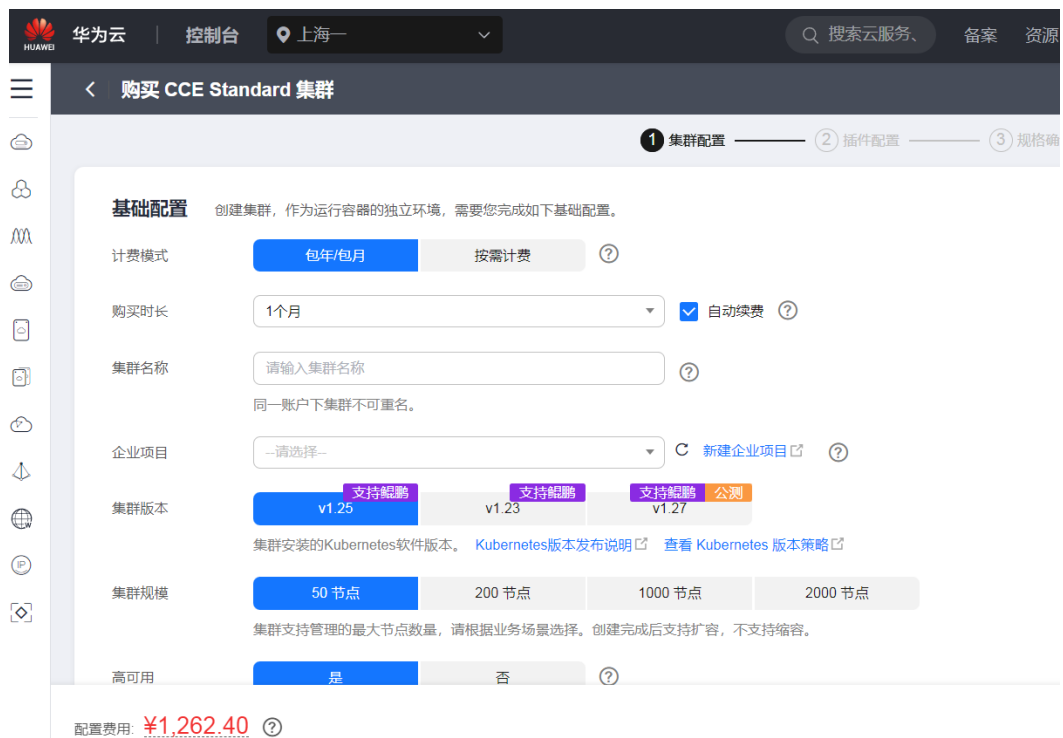 HUAWEI 华为云 控制台 上海一 搜索云服务、 备案 资源
购买 CCE Standard 集群
1 集群配置 2 插件配置 3 规格确
基础配置 创建集群，作为运行容器的独立环境，需要您完成如下基础配置。
计费模式 包年/包月 按需计费
购买时长 1个月 自动续费
集群名称 请输入集群名称
同一账户下集群不可重名。
企业项目 --请选择-- 新建企业项目
支持鲲鹏 支持鲲鹏 支持鲲鹏 公测
集群版本 v1.25 v1.23 v1.27
集群安装的Kubernetes软件版本。 Kubernetes版本发布说明 查看 Kubernetes 版本策略
集群规模 50 节点 200 节点 1000 节点 2000 节点
集群支持管理的最大节点数量，请根据业务场景选择。创建完成后支持扩容，不支持缩容。
高可用 是 否
配置费用: ¥1,262.40